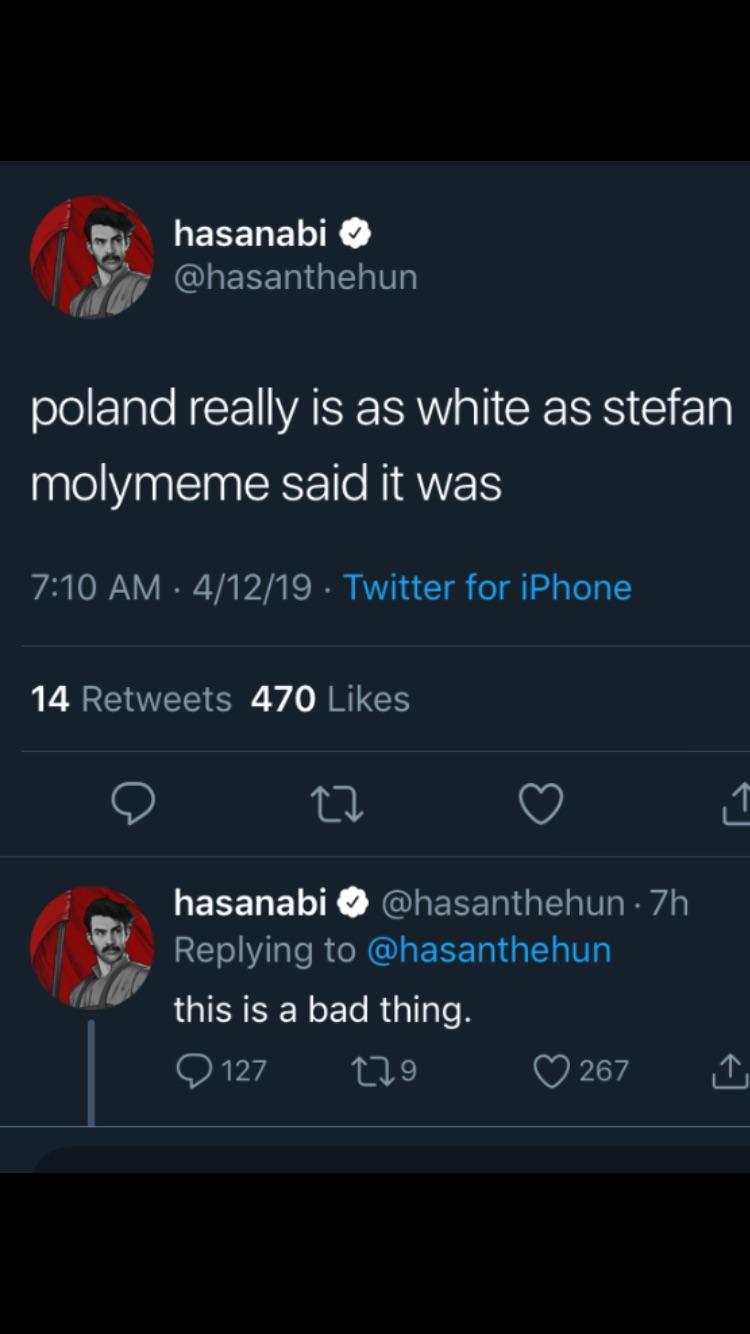 hasanabi
@hasanthehun
poland really is as white as stefan
molymeme said it was
7:10 AM · 4/12/19 · Twitter for iPhone
14 Retweets 470 Likes
hasanabi @hasanthehun · 7h
Replying to @hasanthehun
this is a bad thing.
127 9 267